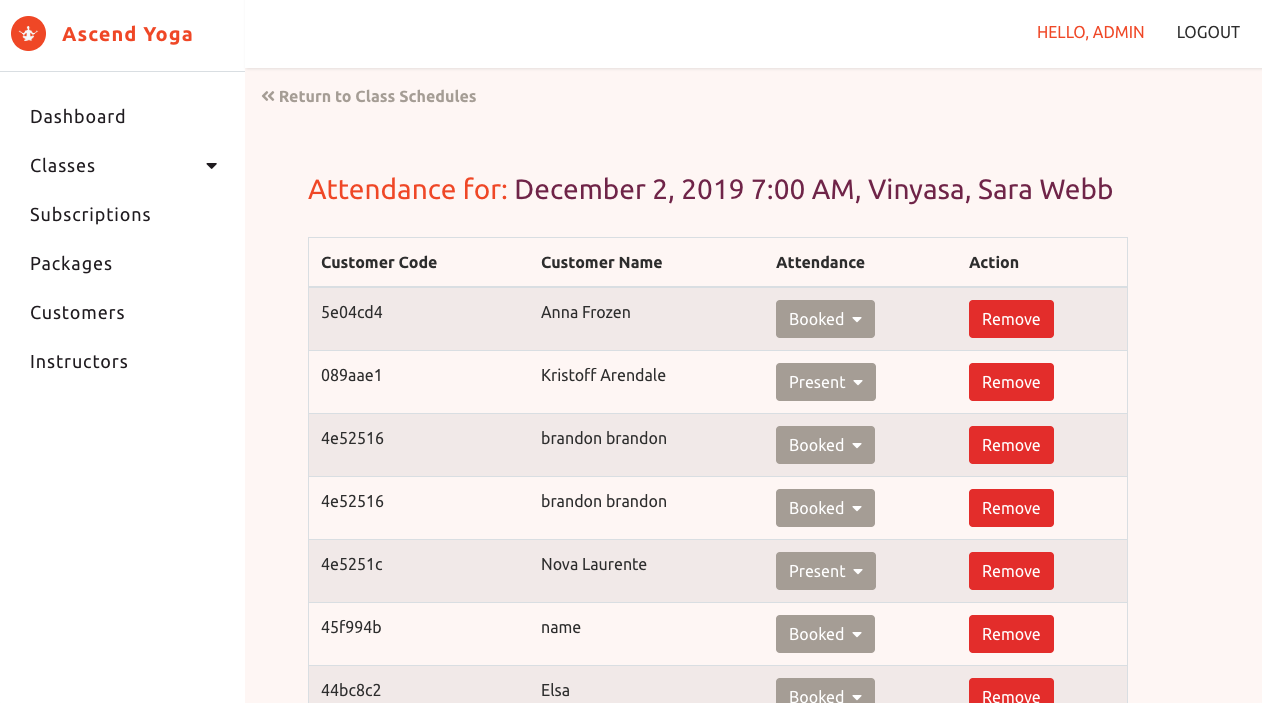 Ascend Yoga
HELLO, ADMIN LOGOUT
Dashboard
Classes
Subscriptions
Packages
Customers
Instructors
Return to Class Schedules
Attendance for: December 2, 2019 7:00 AM, Vinyasa, Sara Webb
Customer Code Customer Name Attendance Action
5e04cd4 Anna Frozen Booked Remove
089aae1 Kristoff Arendale Present Remove
4e52516 brandon brandon Booked Remove
4e52516 brandon brandon Booked Remove
4e5251c Nova Laurente Present Remove
45f994b name Booked Remove
44bc8c2 Elsa Booked Remove